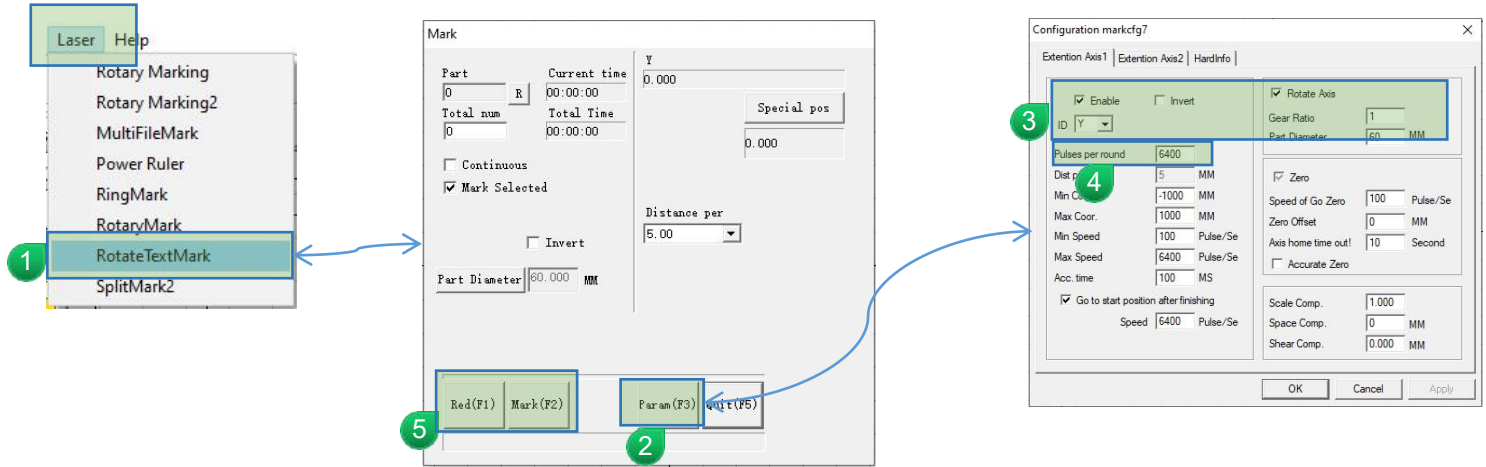 Laser Help
Rotary Marking
Rotary Marking2
MultiFileMark
Power Ruler
RingMark
RotaryMark
1
RotateTextMark
SplitMark2
Mark
Part Current time
0 R 00:00:00
Total num Total Time
0 00:00:00
Continuous
Mark Selected
Invert
Part Diameter 60.000 MM
Y
0.000
Special pos
0.000
Distance per
5.00
Red(F1) Mark(F2) Param(F3) Quit(F5)
5
2
Configuration markcfg7
Extention Axis1 Extention Axis2 HardInfo
3
Enable Invert
ID Y
Pulses per round 6400
4
Dist p 5 MM
Min Co -1000 MM
Max Coor. 1000 MM
Min Speed 100 Pulse/Se
Max Speed 6400 Pulse/Se
Acc. time 100 MS
Go to start position after finishing
Speed 6400 Pulse/Se
Rotate Axis
Gear Ratio 1
Part Diameter 60 MM
Zero
Speed of Go Zero 100 Pulse/Se
Zero Offset 0 MM
Axis home time out! 10 Second
Accurate Zero
Scale Comp. 1.000
Space Comp. 0 MM
Shear Comp. 0.000 MM
OK Cancel Apply